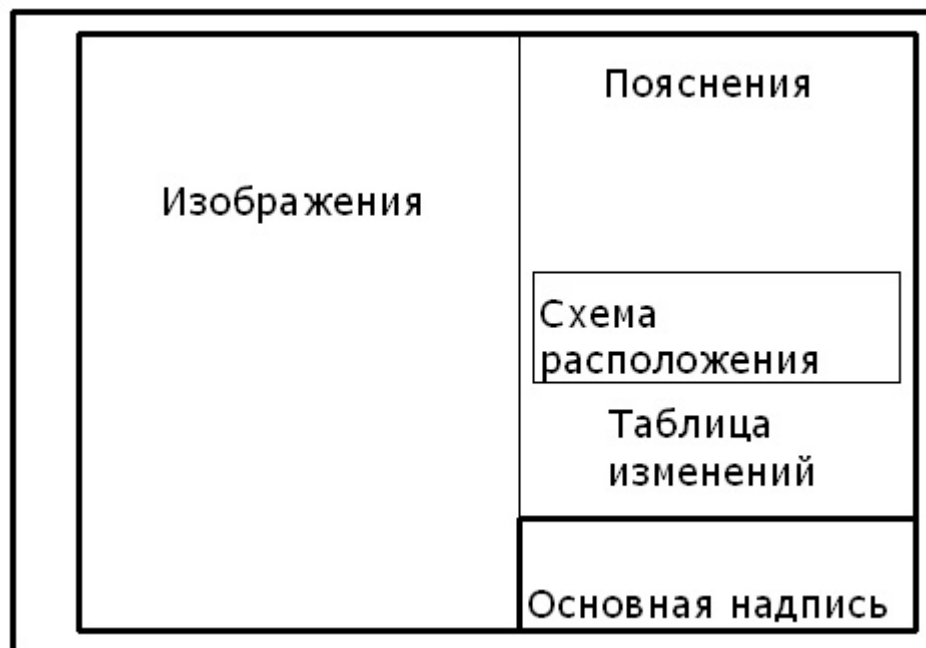 Пояснения
Изображения
Схема
расположения
Таблица
изменений
Основная надпись